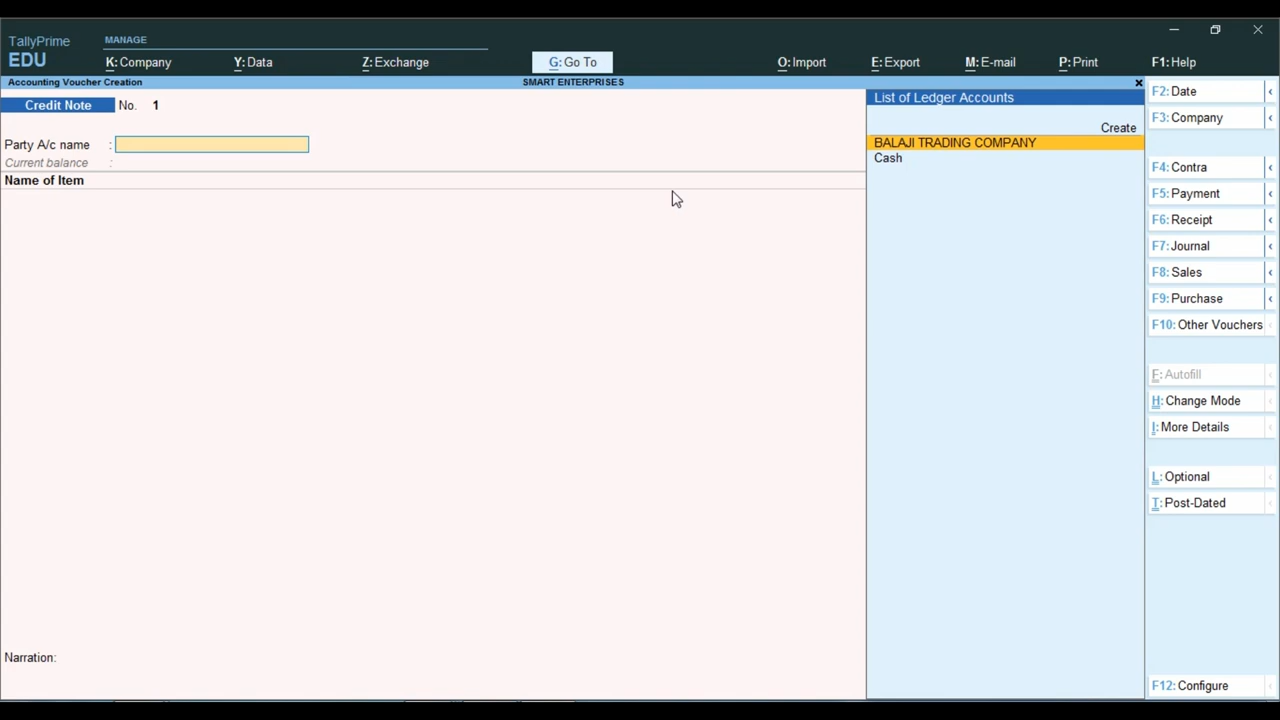 TallyPrime
EDU
MANAGE
K: Company
Y: Data
Z: Exchange
G: Go To
O: Import
E: Export
M: E-mail
P: Print
F1: Help
Accounting Voucher Creation
SMART ENTERPRISES
Credit Note No. 1
Party A/c name :
Current balance :
Name of Item
Narration:
List of Ledger Accounts
Create
BALAJI TRADING COMPANY
Cash
F2: Date
F3: Company
F4: Contra
F5: Payment
F6: Receipt
F7: Journal
F8: Sales
F9: Purchase
F10: Other Vouchers
F: Autofill
H: Change Mode
I: More Details
L: Optional
T: Post-Dated
F12: Configure